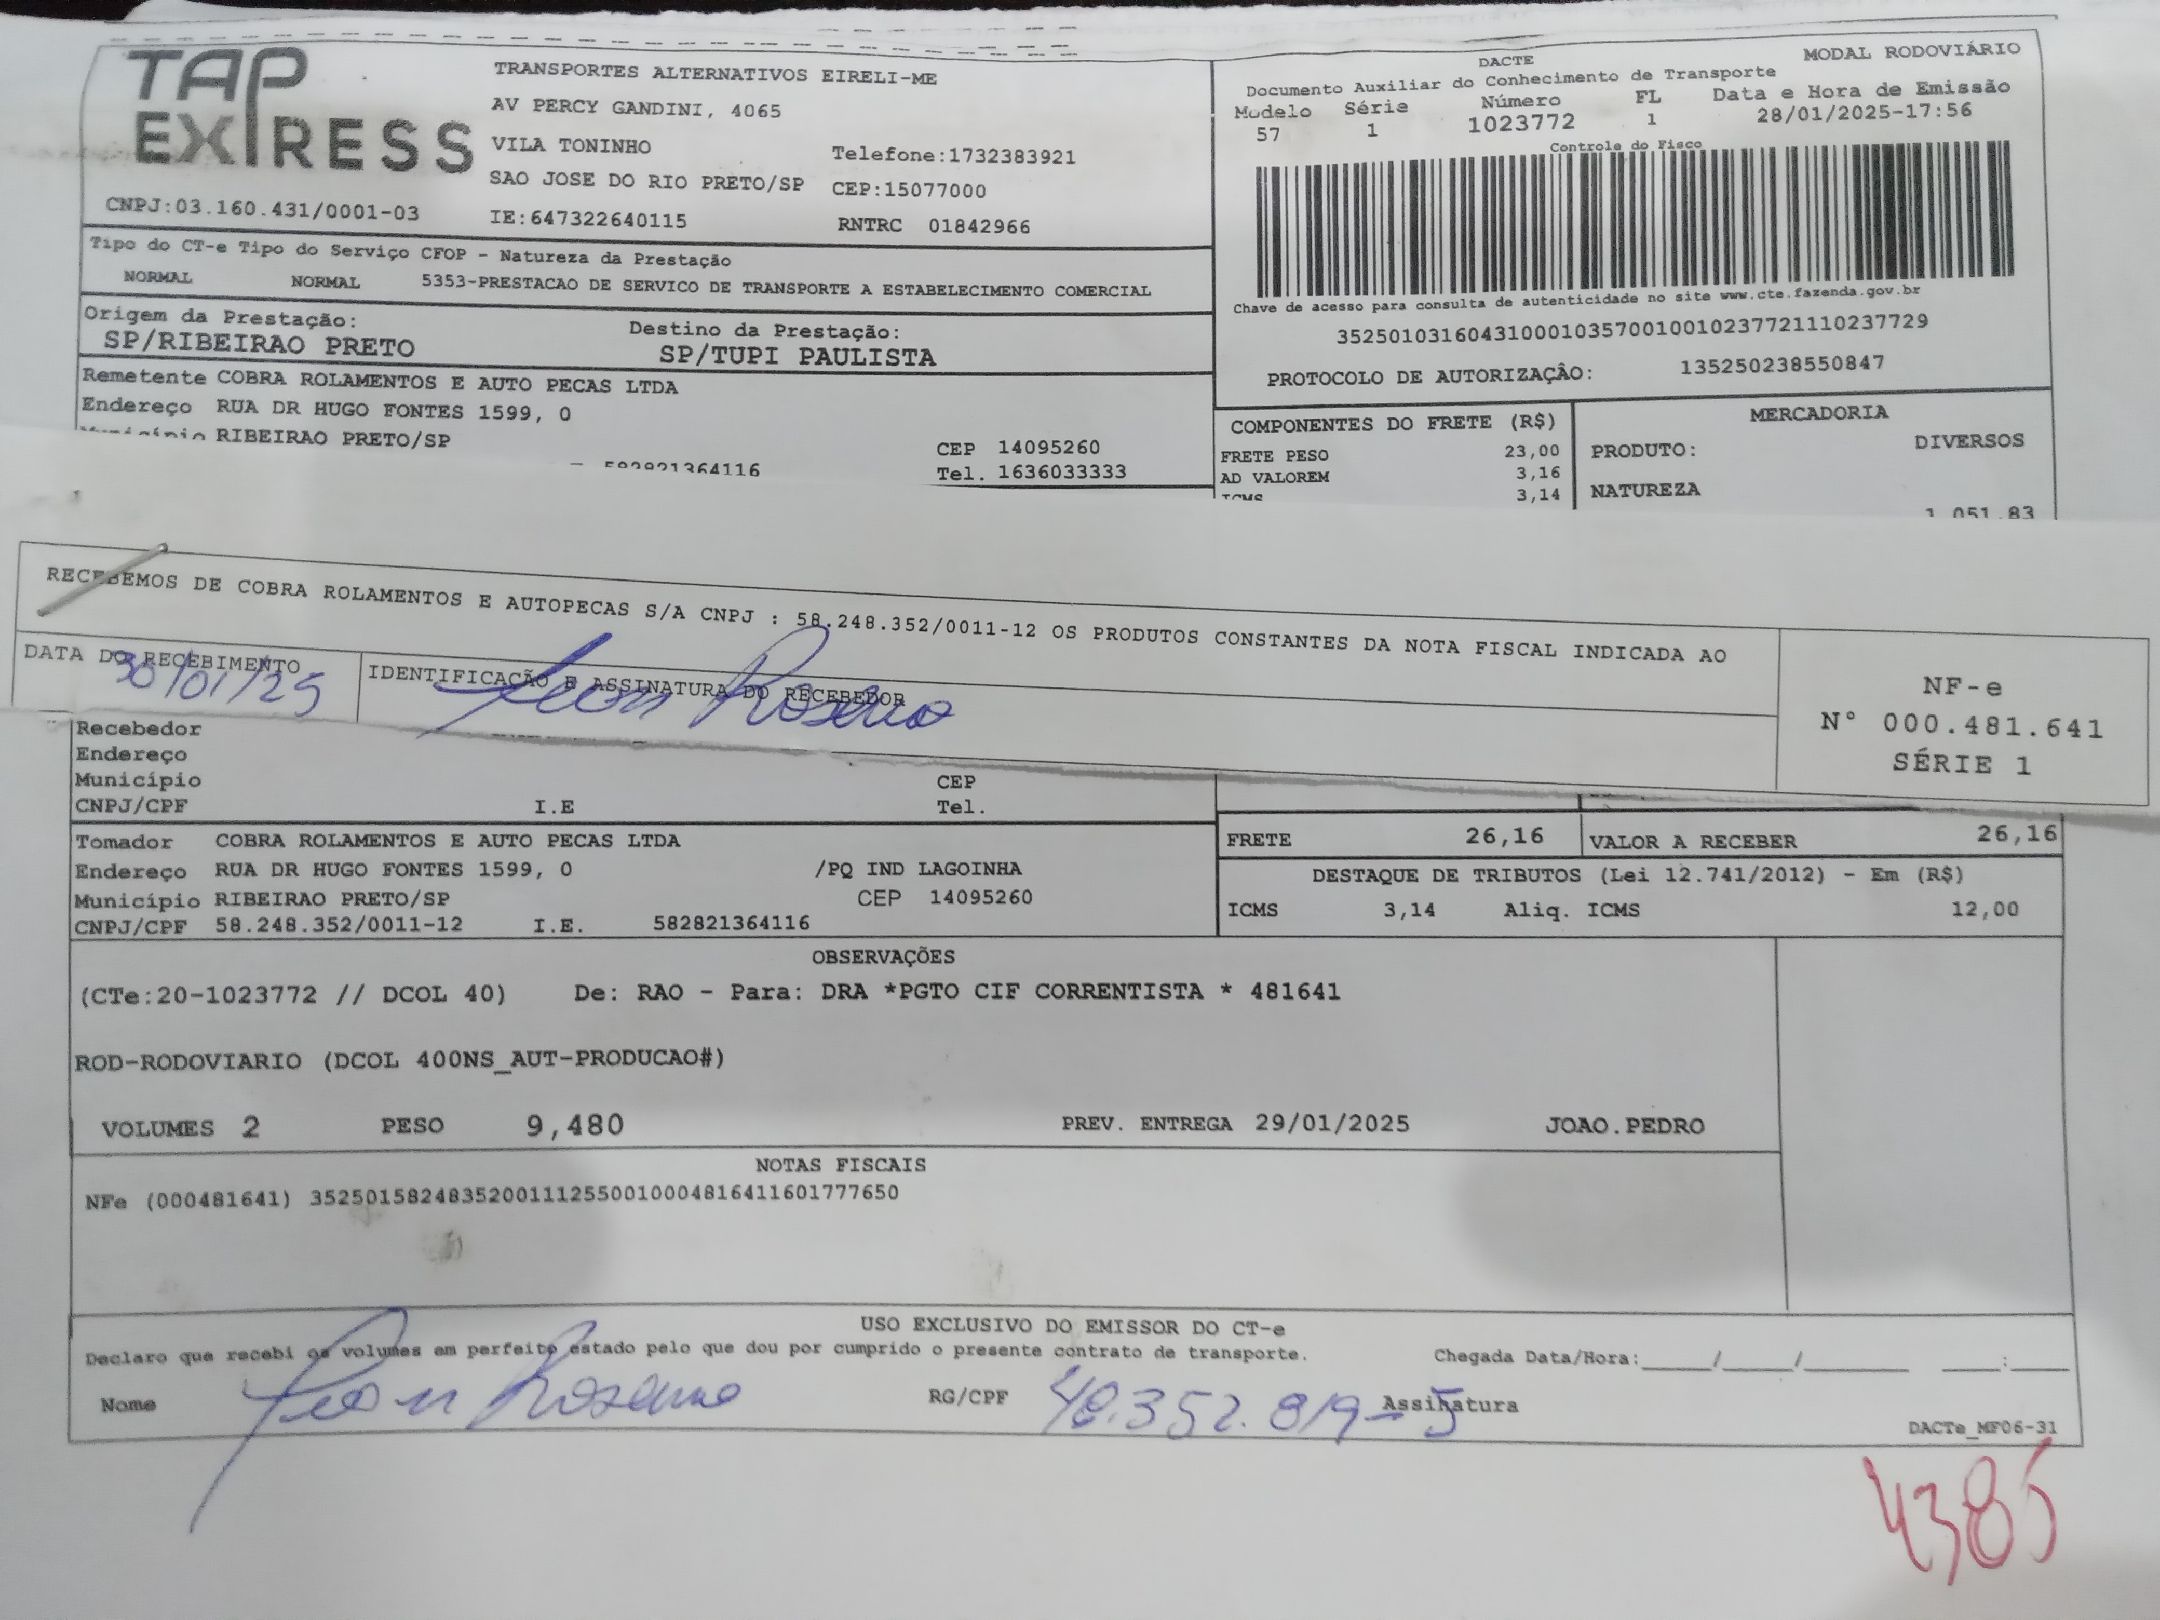 TAP EXPRESS
TRANSPORTES ALTERNATIVOS EIRELI-ME
AV PERCY GANDINI, 4065
VILA TONINHO
Telefone:1732383921
SAO JOSE DO RIO PRETO/SP CEP:15077000
CNPJ:03.160.431/0001-03 IE:647322640115 RNTRC 01842966
DACTE MODAL RODOVIÁRIO
Documento Auxiliar do Conhecimento de Transporte
Modelo Série Número FL Data e Hora de Emissão
57 1 1023772 1 28/01/2025-17:56
Controle do Fisco
Chave de acesso para consulta de autenticidade no site www.cte.fazenda.gov.br
35250103160431000103570010010237721110237729
PROTOCOLO DE AUTORIZAÇÃO: 135250238550847
Tipo do CT-e Tipo do Serviço CFOP - Natureza da Prestação
NORMAL NORMAL 5353-PRESTACAO DE SERVICO DE TRANSPORTE A ESTABELECIMENTO COMERCIAL
Origem da Prestação: Destino da Prestação:
SP/RIBEIRAO PRETO SP/TUPI PAULISTA
Remetente COBRA ROLAMENTOS E AUTO PECAS LTDA
Endereço RUA DR HUGO FONTES 1599, 0
Município RIBEIRAO PRETO/SP CEP 14095260
582821364116 Tel. 1636033333
COMPONENTES DO FRETE (R$)
FRETE PESO 23,00
AD VALOREM 3,16
ICMS 3,14
MERCADORIA
PRODUTO: DIVERSOS
NATUREZA
1.051,83
RECEBEMOS DE COBRA ROLAMENTOS E AUTOPECAS S/A CNPJ : 58.248.352/0011-12 OS PRODUTOS CONSTANTES DA NOTA FISCAL INDICADA AO
DATA DO RECEBIMENTO
30/01/25
IDENTIFICAÇÃO E ASSINATURA DO RECEBEDOR
NF-e
N° 000.481.641
SÉRIE 1
Recebedor
Endereço
Município CEP
CNPJ/CPF I.E Tel.
Tomador COBRA ROLAMENTOS E AUTO PECAS LTDA
Endereço RUA DR HUGO FONTES 1599, 0 /PQ IND LAGOINHA
Município RIBEIRAO PRETO/SP CEP 14095260
CNPJ/CPF 58.248.352/0011-12 I.E. 582821364116
FRETE 26,16 VALOR A RECEBER 26,16
DESTAQUE DE TRIBUTOS (Lei 12.741/2012) - Em (R$)
ICMS 3,14 Aliq. ICMS 12,00
OBSERVAÇÕES
(CTe:20-1023772 // DCOL 40) De: RAO - Para: DRA *PGTO CIF CORRENTISTA * 481641
ROD-RODOVIARIO (DCOL 400NS_AUT-PRODUCAO#)
VOLUMES 2 PESO 9,480 PREV. ENTREGA 29/01/2025 JOAO.PEDRO
NOTAS FISCAIS
NFe (000481641) 35250158248352001112550010004816411601777650
USO EXCLUSIVO DO EMISSOR DO CT-e
Declaro que recebi os volumes em perfeito estado pelo que dou por cumprido o presente contrato de transporte. Chegada Data/Hora:_____/_____/________ ____:____
Nome RG/CPF 48.352.819-5 Assinatura
DACTe_MF06-31
4385